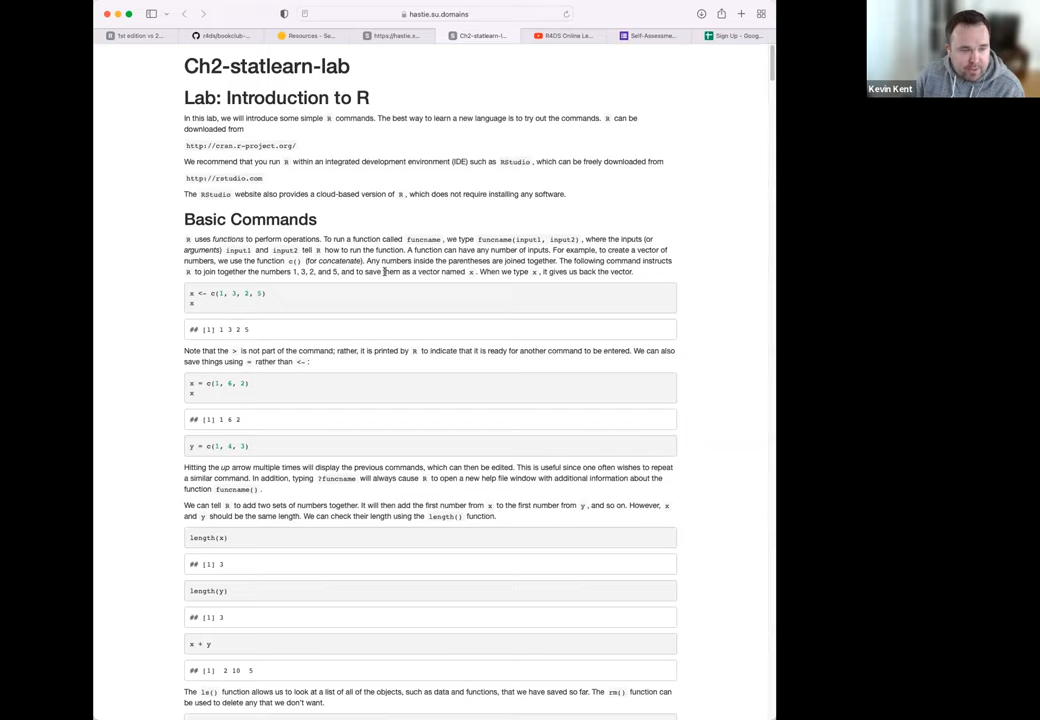 hastie.su.domains
1st edition vs 2...
r4ds/bookclub-...
Resources - Se...
https://hastie.s...
Ch2-statlearn-l...
R4DS Online Le...
Self-Assessme...
Sign Up - Goog...
Kevin Kent
Ch2-statlearn-lab
Lab: Introduction to R
In this lab, we will introduce some simple R commands. The best way to learn a new language is to try out the commands. R can be
downloaded from
http://cran.r-project.org/
We recommend that you run R within an integrated development environment (IDE) such as RStudio, which can be freely downloaded from
http://rstudio.com
The RStudio website also provides a cloud-based version of R, which does not require installing any software.
Basic Commands
R uses functions to perform operations. To run a function called funcname, we type funcname(input1, input2), where the inputs (or
arguments) input1 and input2 tell R how to run the function. A function can have any number of inputs. For example, to create a vector of
numbers, we use the function c() (for concatenate). Any numbers inside the parentheses are joined together. The following command instructs
R to join together the numbers 1, 3, 2, and 5, and to save them as a vector named x. When we type x, it gives us back the vector.
x <- c(1, 3, 2, 5)
x
## [1] 1 3 2 5
Note that the > is not part of the command; rather, it is printed by R to indicate that it is ready for another command to be entered. We can also
save things using = rather than <-:
x = c(1, 6, 2)
x
## [1] 1 6 2
y = c(1, 4, 3)
Hitting the up arrow multiple times will display the previous commands, which can then be edited. This is useful since one often wishes to repeat
a similar command. In addition, typing ?funcname will always cause R to open a new help file window with additional information about the
function funcname().
We can tell R to add two sets of numbers together. It will then add the first number from x to the first number from y, and so on. However, x
and y should be the same length. We can check their length using the length() function.
length(x)
## [1] 3
length(y)
## [1] 3
x + y
## [1]  2 10  5
The ls() function allows us to look at a list of all of the objects, such as data and functions, that we have saved so far. The rm() function can
be used to delete any that we don't want.